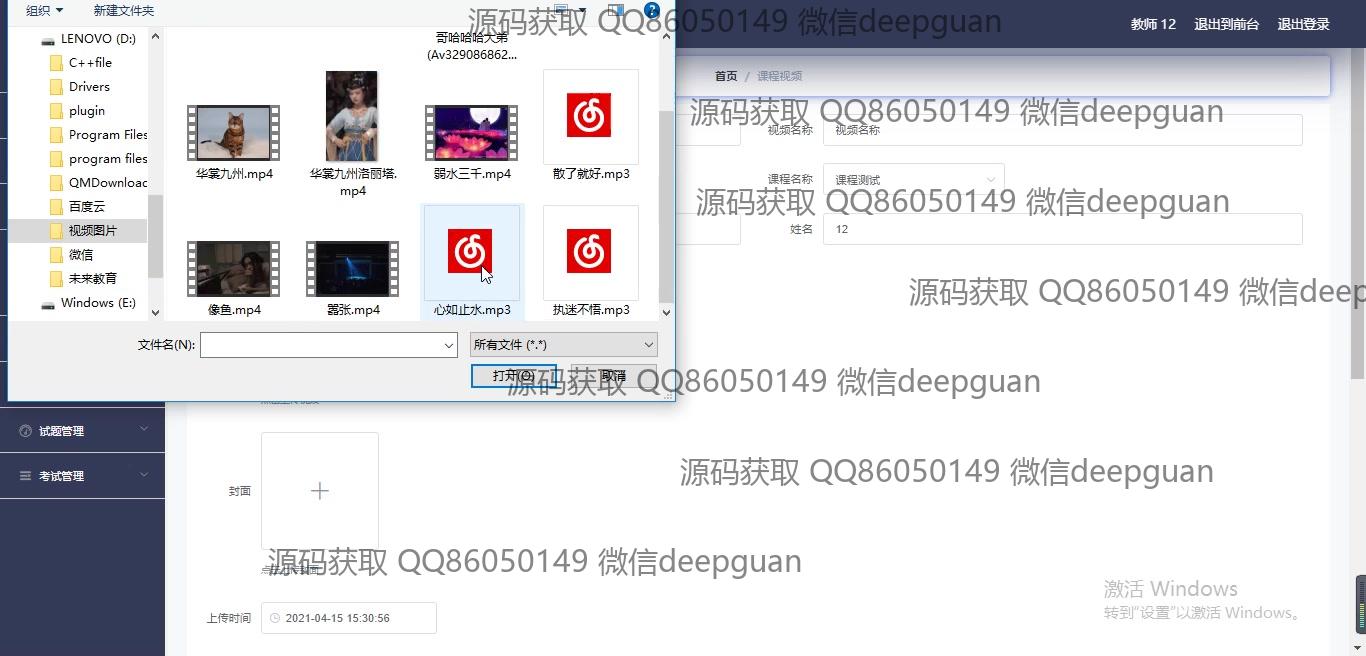 组织
新建文件夹
源码获取 QQ86050149 微信deepguan
教师 12
退出到前台
退出登录
LENOVO (D:)
C++file
Drivers
plugin
Program Files
program files
QMDownload
百度云
视频图片
微信
未来教育
Windows (E:)
哥哈哈哈大弟
(Av329086862...
华裳九州.mp4
华裳九州洛丽塔.
mp4
弱水三千.mp4
散了就好.mp3
像鱼.mp4
嚣张.mp4
心如止水.mp3
执迷不悟.mp3
文件名(N):
所有文件 (*.*)
打开(O)
取消
首页 / 课程视频
源码获取 QQ86050149 微信deepguan
视频名称
视频名称
课程名称
课程测试
源码获取 QQ86050149 微信deepguan
姓名
12
源码获取 QQ86050149 微信deep
源码获取 QQ86050149 微信deepguan
试题管理
考试管理
源码获取 QQ86050149 微信deepguan
封面
源码获取 QQ86050149 微信deepguan
点击上传封面
上传时间
2021-04-15 15:30:56
激活 Windows
转到"设置"以激活 Windows。